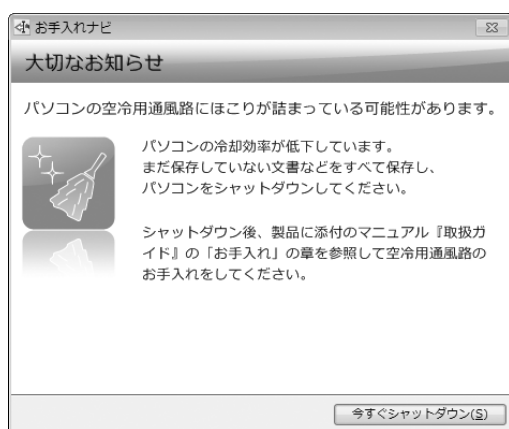 お手入れナビ
大切なお知らせ
パソコンの空冷用通風路にほこりが詰まっている可能性があります。
パソコンの冷却効率が低下しています。
まだ保存していない文書などをすべて保存し、
パソコンをシャットダウンしてください。
シャットダウン後、製品に添付のマニュアル『取扱ガ
イド』の「お手入れ」の章を参照して空冷用通風路の
お手入れをしてください。
今すぐシャットダウン(S)